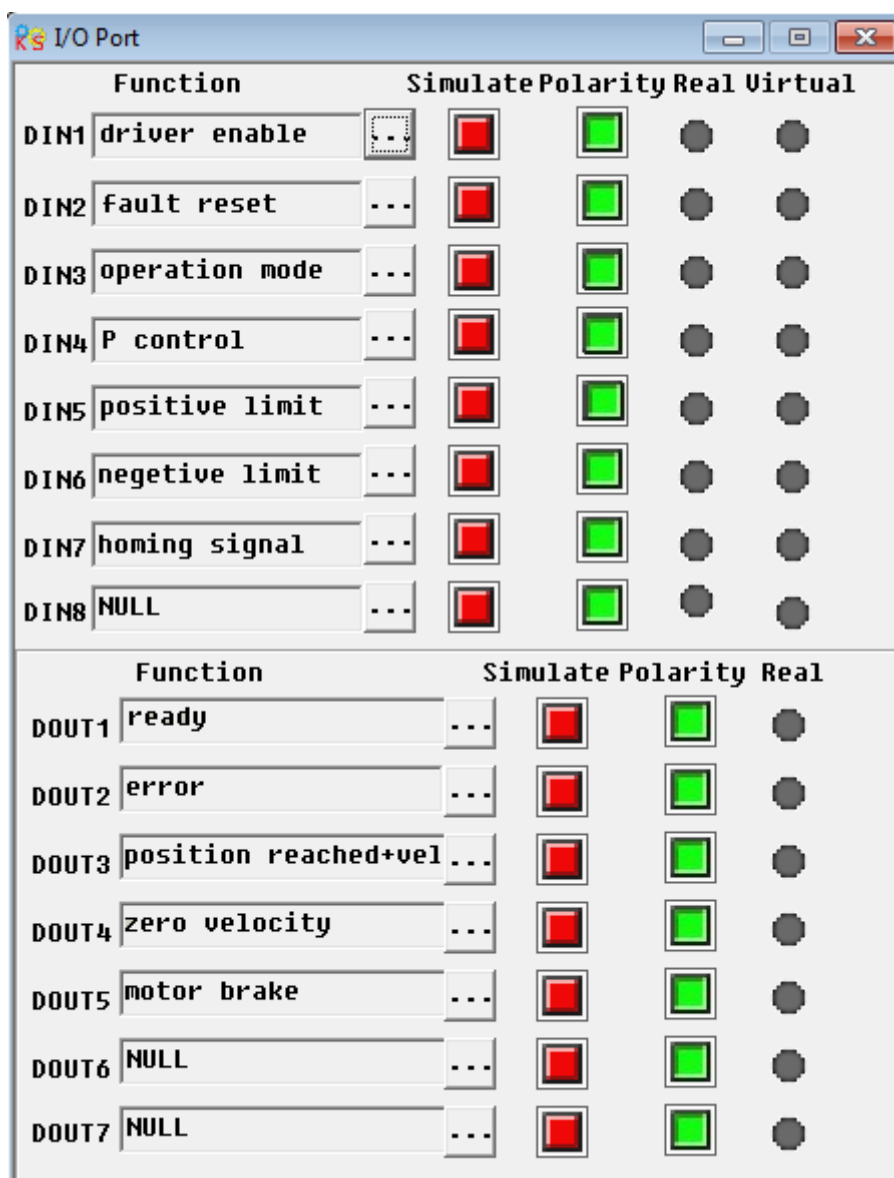 KS I/O Port
Function Simulate Polarity Real Virtual
DIN1 driver enable ...
DIN2 fault reset ...
DIN3 operation mode ...
DIN4 P control ...
DIN5 positive limit ...
DIN6 negetive limit ...
DIN7 homing signal ...
DIN8 NULL ...
Function Simulate Polarity Real
DOUT1 ready ...
DOUT2 error ...
DOUT3 position reached+vel ...
DOUT4 zero velocity ...
DOUT5 motor brake ...
DOUT6 NULL ...
DOUT7 NULL ...